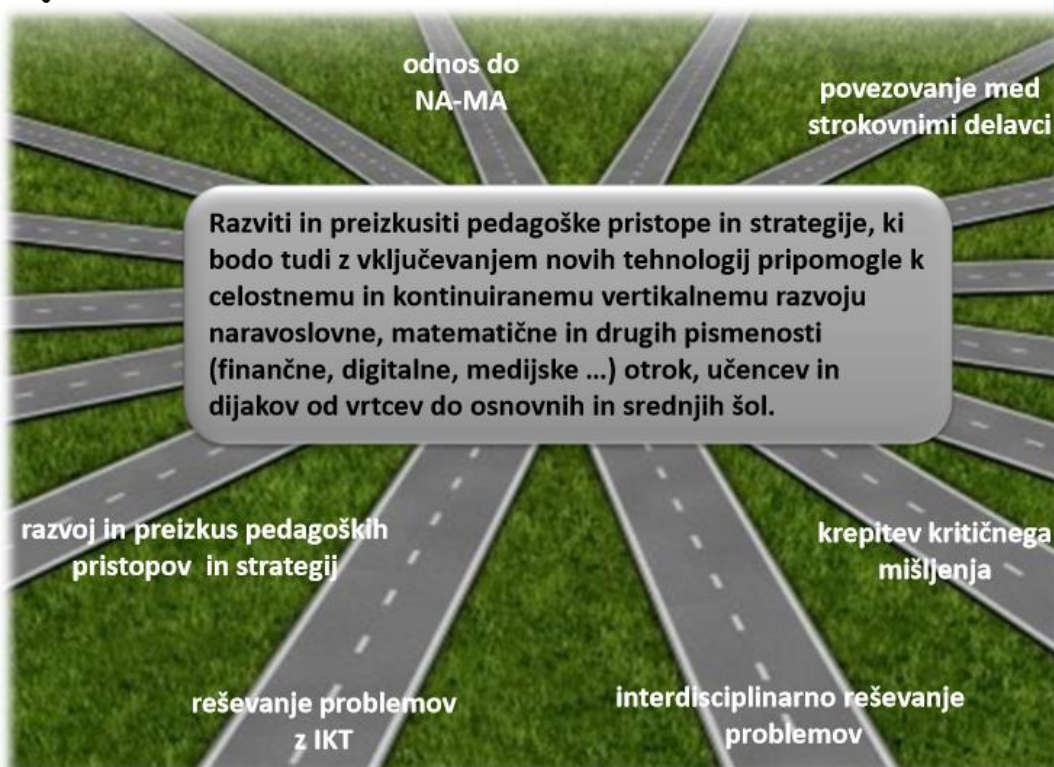 odnos do
NA-MA
povezovanje med
strokovnimi delavci
Razviti in preizkusiti pedagoške pristope in strategije, ki
bodo tudi z vključevanjem novih tehnologij pripomogle k
celostnemu in kontinuiranemu vertikalnemu razvoju
naravoslovne, matematične in drugih pismenosti
(finančne, digitalne, medijske …) otrok, učencev in
dijakov od vrtcev do osnovnih in srednjih šol.
razvoj in preizkus pedagoških
pristopov in strategij
krepitev kritičnega
mišljenja
reševanje problemov
z IKT
interdisciplinarno reševanje
problemov